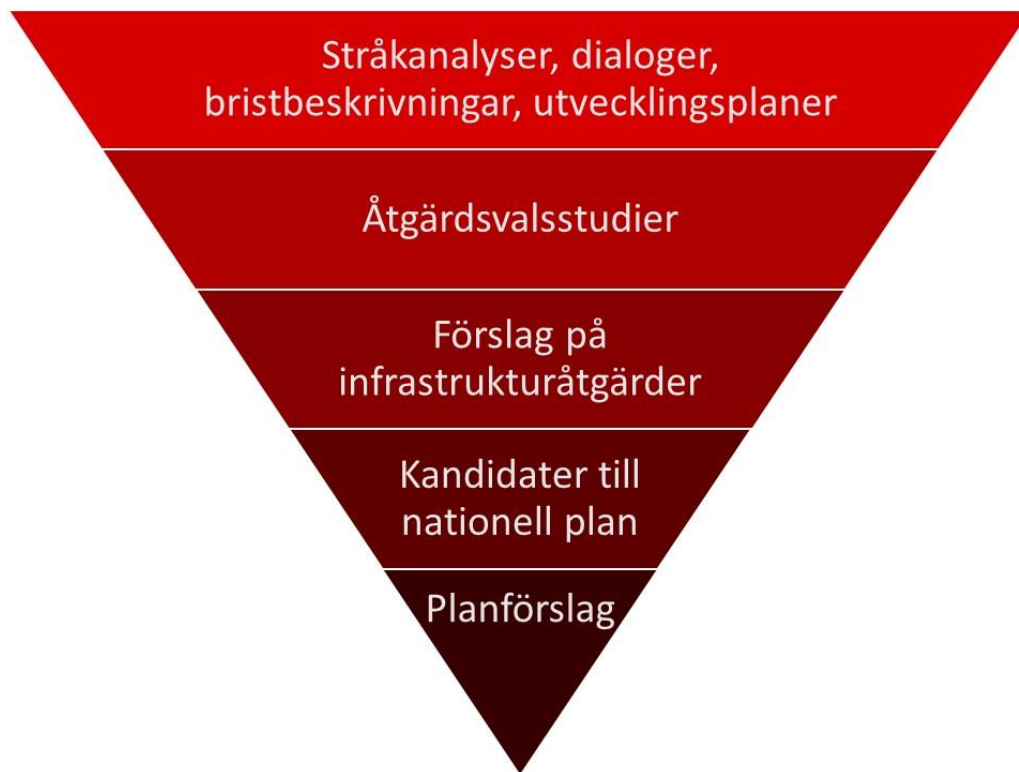 Stråkanalyser, dialoger,
bristbeskrivningar, utvecklingsplaner
Åtgärdsvalsstudier
Förslag på
infrastrukturåtgärder
Kandidater till
nationell plan
Planförslag